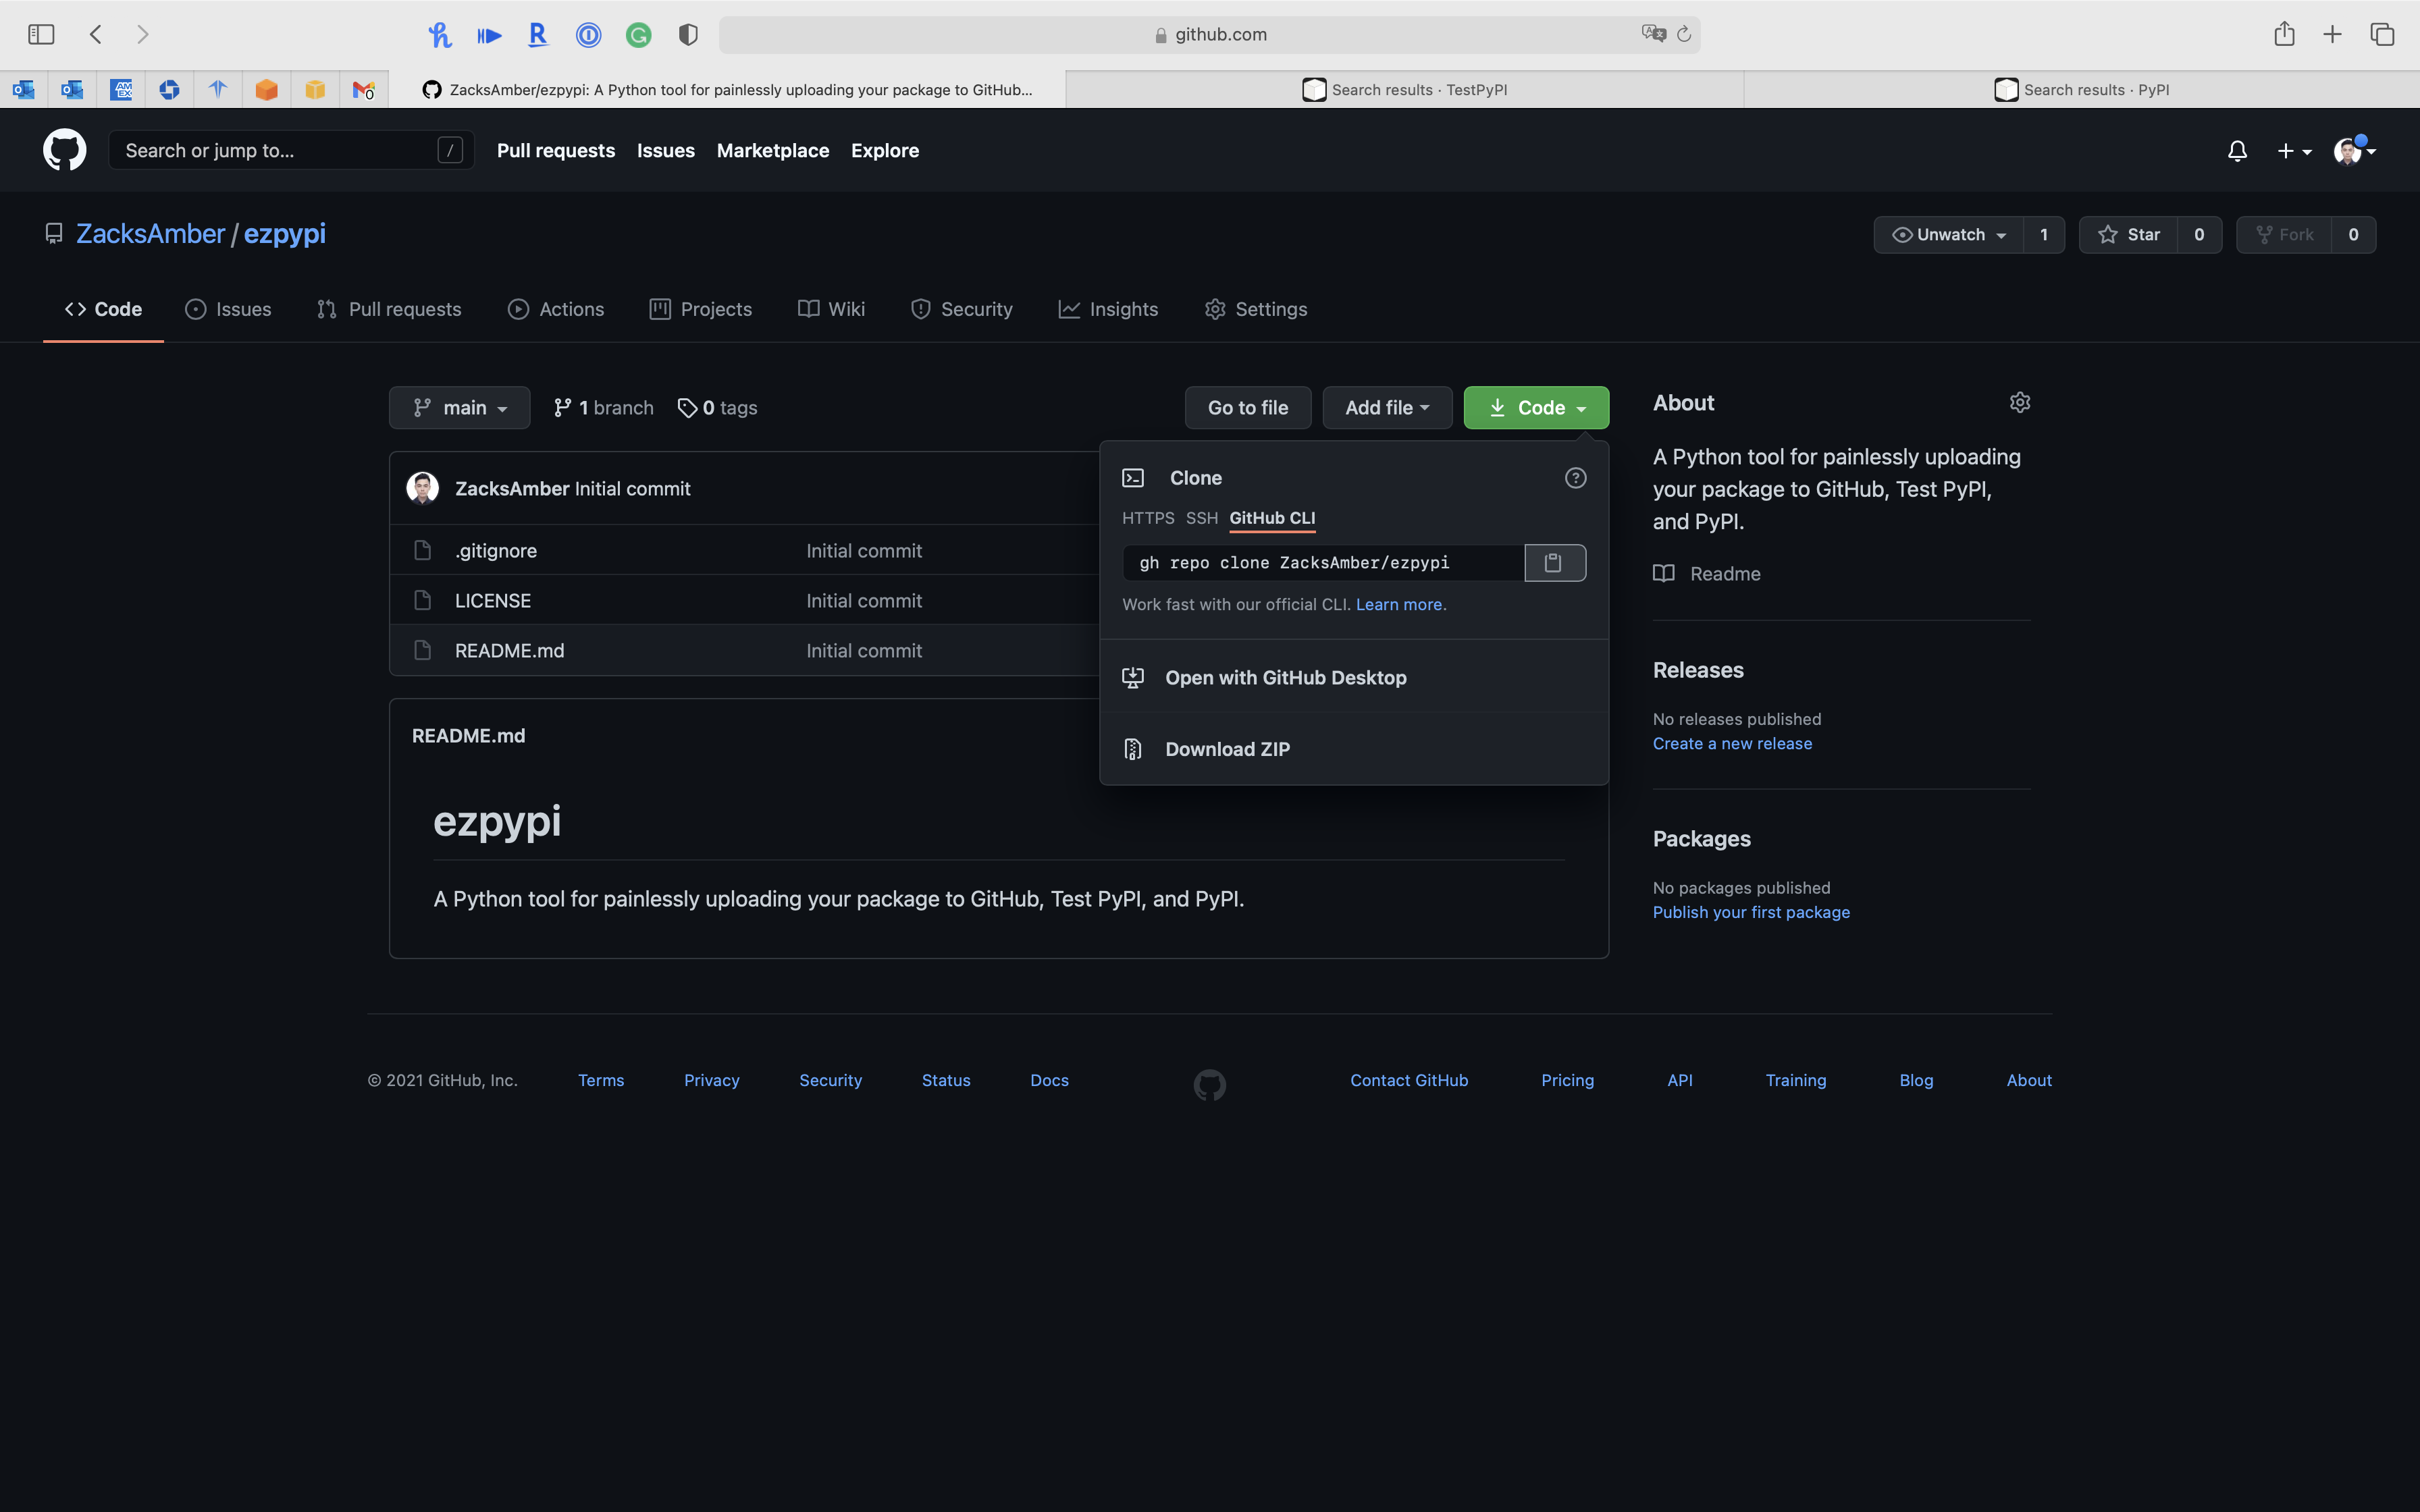 github.com
ZacksAmber/ezpypi: A Python tool for painlessly uploading your package to GitHub...
Search results · TestPyPI
Search results · PyPI
Search or jump to... /
Pull requests Issues Marketplace Explore
ZacksAmber / ezpypi
Unwatch 1 Star 0 Fork 0
Code Issues Pull requests Actions Projects Wiki Security Insights Settings
main 1 branch 0 tags
Go to file Add file Code
ZacksAmber Initial commit
.gitignore Initial commit
LICENSE Initial commit
README.md Initial commit
Clone
HTTPS SSH GitHub CLI
gh repo clone ZacksAmber/ezpypi
Work fast with our official CLI. Learn more.
Open with GitHub Desktop
Download ZIP
README.md
ezpypi
A Python tool for painlessly uploading your package to GitHub, Test PyPI, and PyPI.
About
A Python tool for painlessly uploading
your package to GitHub, Test PyPI,
and PyPI.
Readme
Releases
No releases published
Create a new release
Packages
No packages published
Publish your first package
© 2021 GitHub, Inc. Terms Privacy Security Status Docs Contact GitHub Pricing API Training Blog About